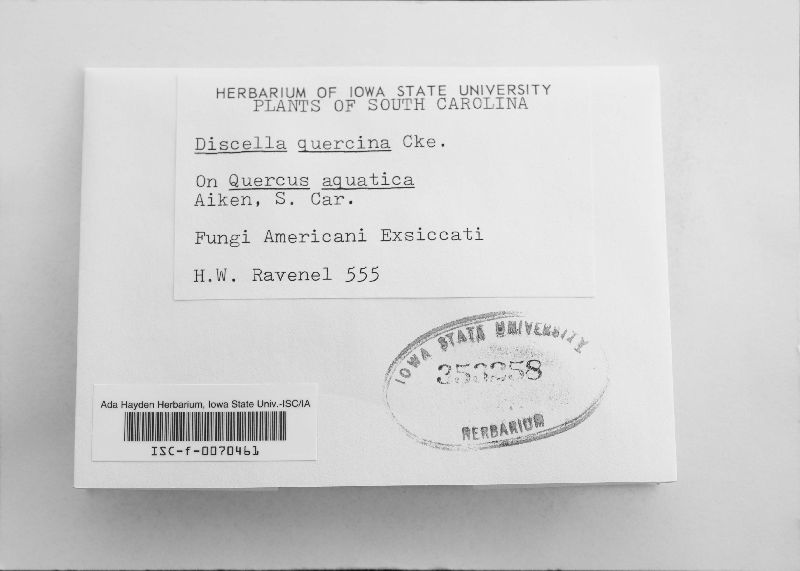 HERBARIUM OF IOWA STATE UNIVERSITY
PLANTS OF SOUTH CAROLINA
Discella quercina Cke.
On Quercus aquatica
Aiken, S. Car.
Fungi Americani Exsiccati
H.W. Ravenel 555
IOWA STATE UNIVERSITY
353358
HERBARIUM
Ada Hayden Herbarium, Iowa State Univ.-ISC/IA
ISC-f-0070461